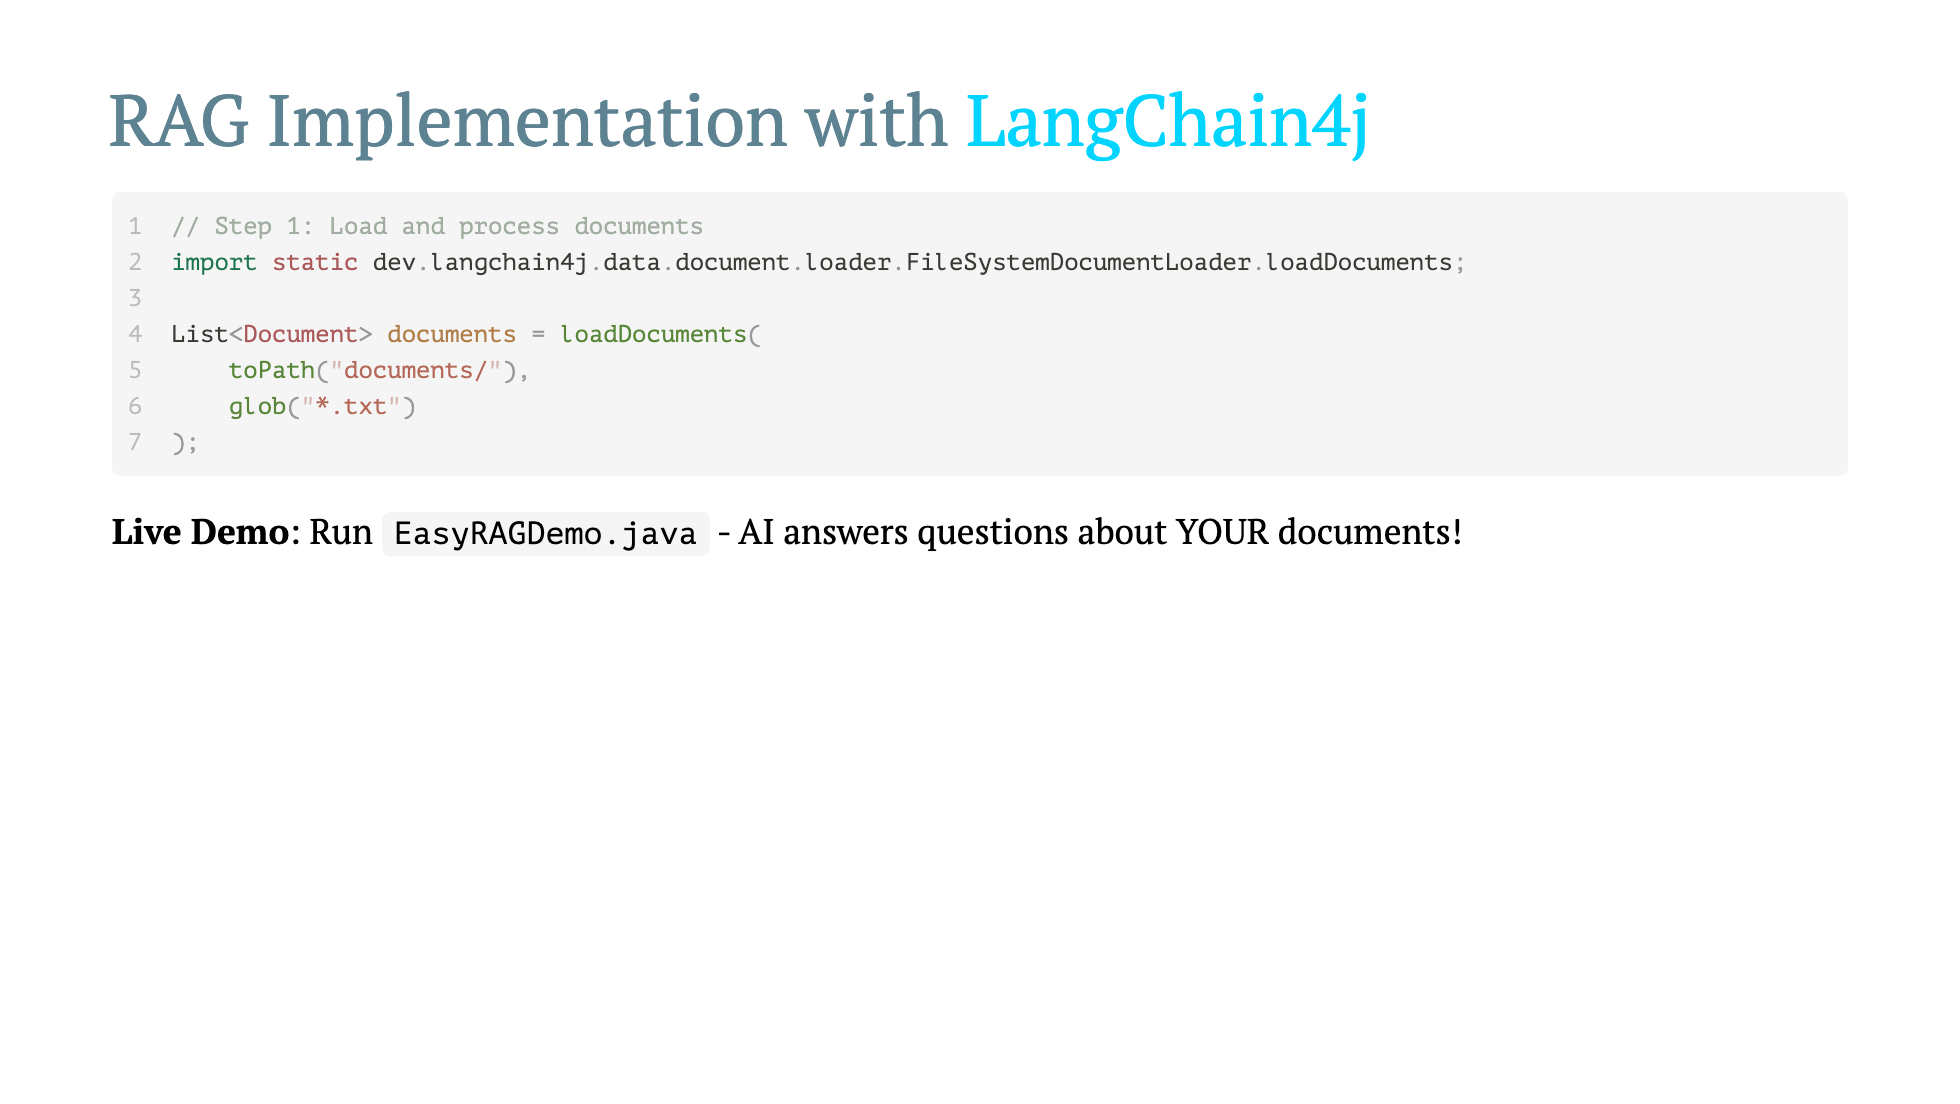 RAG Implementation with LangChain4j
1 // Step 1: Load and process documents
2 import static dev.langchain4j.data.document.loader.FileSystemDocumentLoader.loadDocuments;
3
4 List<Document> documents = loadDocuments(
5     toPath("documents/"),
6     glob("*.txt")
7 );
Live Demo: Run EasyRAGDemo.java - AI answers questions about YOUR documents!